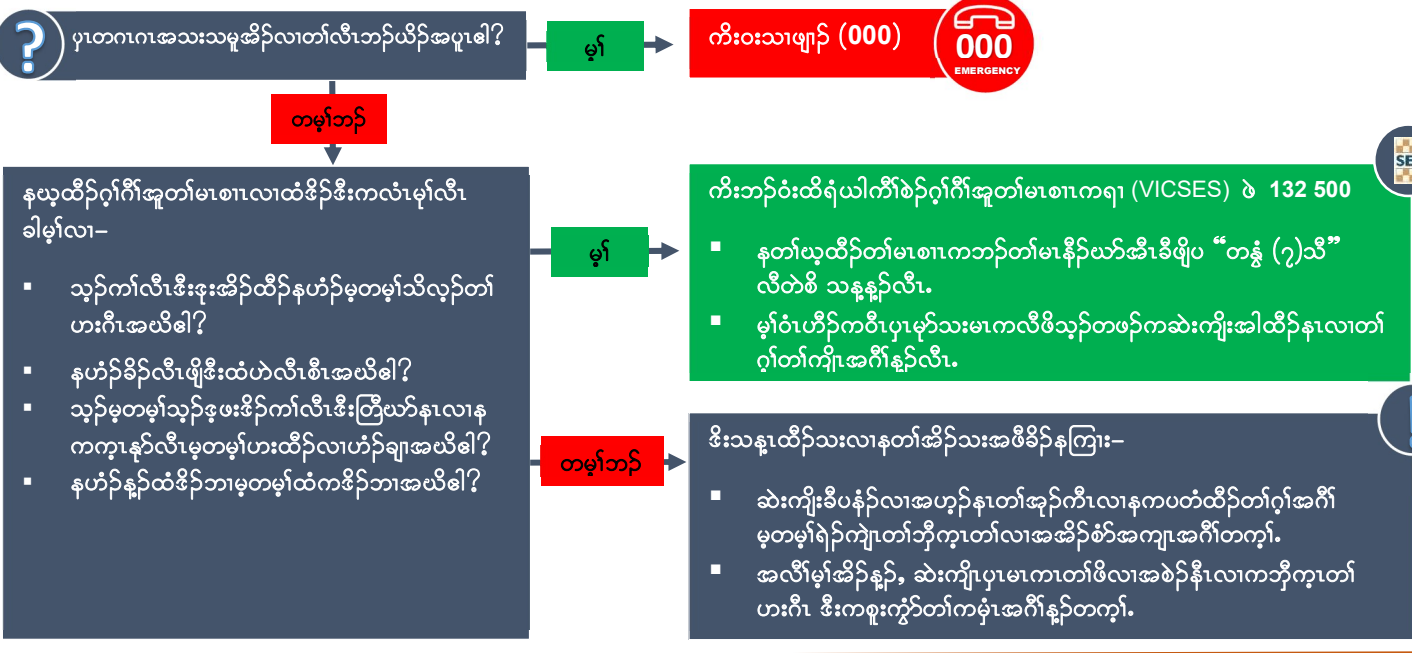 ?
ပှၤတဂၤဂၤအသးသမူအိၣ်လၢတၢ်လီၤဘၣ်ယိၣ်အပူၤဧါ?
မ့ၢ်
ကိးဝးသၢဖျၢၣ် (000)
000
EMERGENCY
တမ့ၢ်ဘၣ်
နဃ့ထီၣ်ဂ့ၢ်ဂီၢ်အူတၢ်မၤစၢၤလၢထံဒိၣ်ဒီးကလံၤမုၢ်လီၤ
ခါမ့ၢ်လၢ–
▪ သ့ၣ်ကၢ်လီၤဒီးဒုးအိၣ်ထီၣ်နဟံၣ်မ့တမ့ၢ်သိလ့ၣ်တၢ်
ဟးဂီၤအဃိဧါ?
▪ နဟံၣ်ခိၣ်လီၤဖျိဒီးထံဟဲလီၤစီၤအဃိဧါ?
▪ သ့ၣ်မ့တမ့ၢ်သ့ၣ်ဒ့ဖးဒိၣ်ကၢ်လီၤဒီးတြီဃာ်နၤလၢန
ကက့ၤနုာ်လီၤမ့တမ့ၢ်ဟးထီၣ်လၢဟံၣ်ချၢအဃိဧါ?
▪ နဟံၣ်န့ၣ်ထံဒိၣ်ဘၢမ့တမ့ၢ်ထံကဒိၣ်ဘၢအဃိဧါ?
မ့ၢ်
ကိးဘၣ်ဝံးထိရံယါကီၢ်စဲၣ်ဂ့ၢ်ဂီၢ်အူတၢ်မၤစၢၤကရၢ (VICSES) ဖဲ 132 500
▪ နတၢ်ဃ့ထီၣ်တၢ်မၤစၢၤကဘၣ်တၢ်မၤနီၣ်ဃာ်အီၤခီဖျိပ “တနွံ (၇)သီ”
လီတဲစိ သန့န့ၣ်လီၤ.
▪ မ့ၢ်ဝံၤဟီၣ်ကဝီၤပှၤမုာ်သးမၤကလီဖိသ့ၣ်တဖၣ်ကဆဲးကျိးအါထီၣ်နၤလၢတၢ်
ဂ့ၢ်တၢ်ကျိၤအဂီၢ်န့ၣ်လီၤ.
တမ့ၢ်ဘၣ်
ဒိးသန့ၤထီၣ်သးလၢနတၢ်အိၣ်သးအဖီခိၣ်နကြၢး–
▪ ဆဲးကျိးခီပနံၣ်လၢအဟ့ၣ်နၤတၢ်အုၣ်ကီၤလၢနကပတံထီၣ်တၢ်ဂ့ၢ်အဂီၢ်
မ့တမ့ၢ်ရဲၣ်ကျဲၤတၢ်ဘှီက့ၤတၢ်လၢအအိၣ်စံာ်အကျၤအဂီၢ်တက့ၢ်.
▪ အလီၢ်မ့ၢ်အိၣ်န့ၣ်, ဆဲးကျိၤပှၤမၤကၤတၢ်ဖိလၢအစဲၣ်နီၤလၢကဘှီက့ၤတၢ်
ဟးဂီၤ ဒီးကစူးကွံာ်တၢ်ကမှံၤအဂီၢ်န့ၣ်တက့ၢ်.